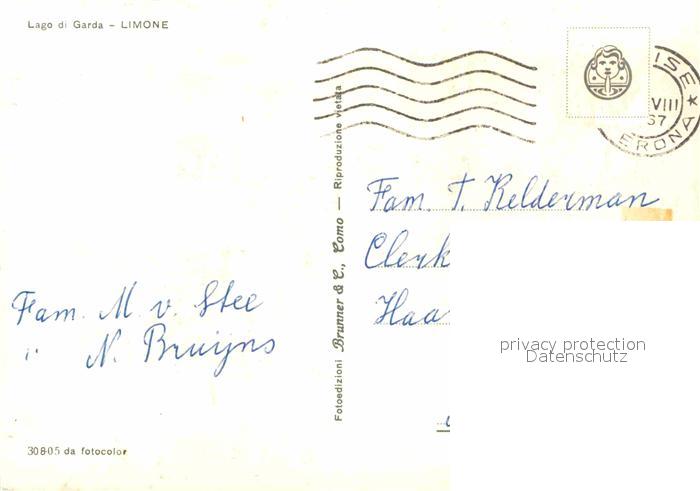 Lago di Garda - LIMONE
ISE
VIII
67
ERONA ★
Fam. T. Kelderman
Clerk
Haa
Fam. M. v. Stee
" N. Bruijns
Fotoedizioni Brunner & C., Como — Riproduzione vietata
privacy protection
Datenschutz
30805 da fotocolor